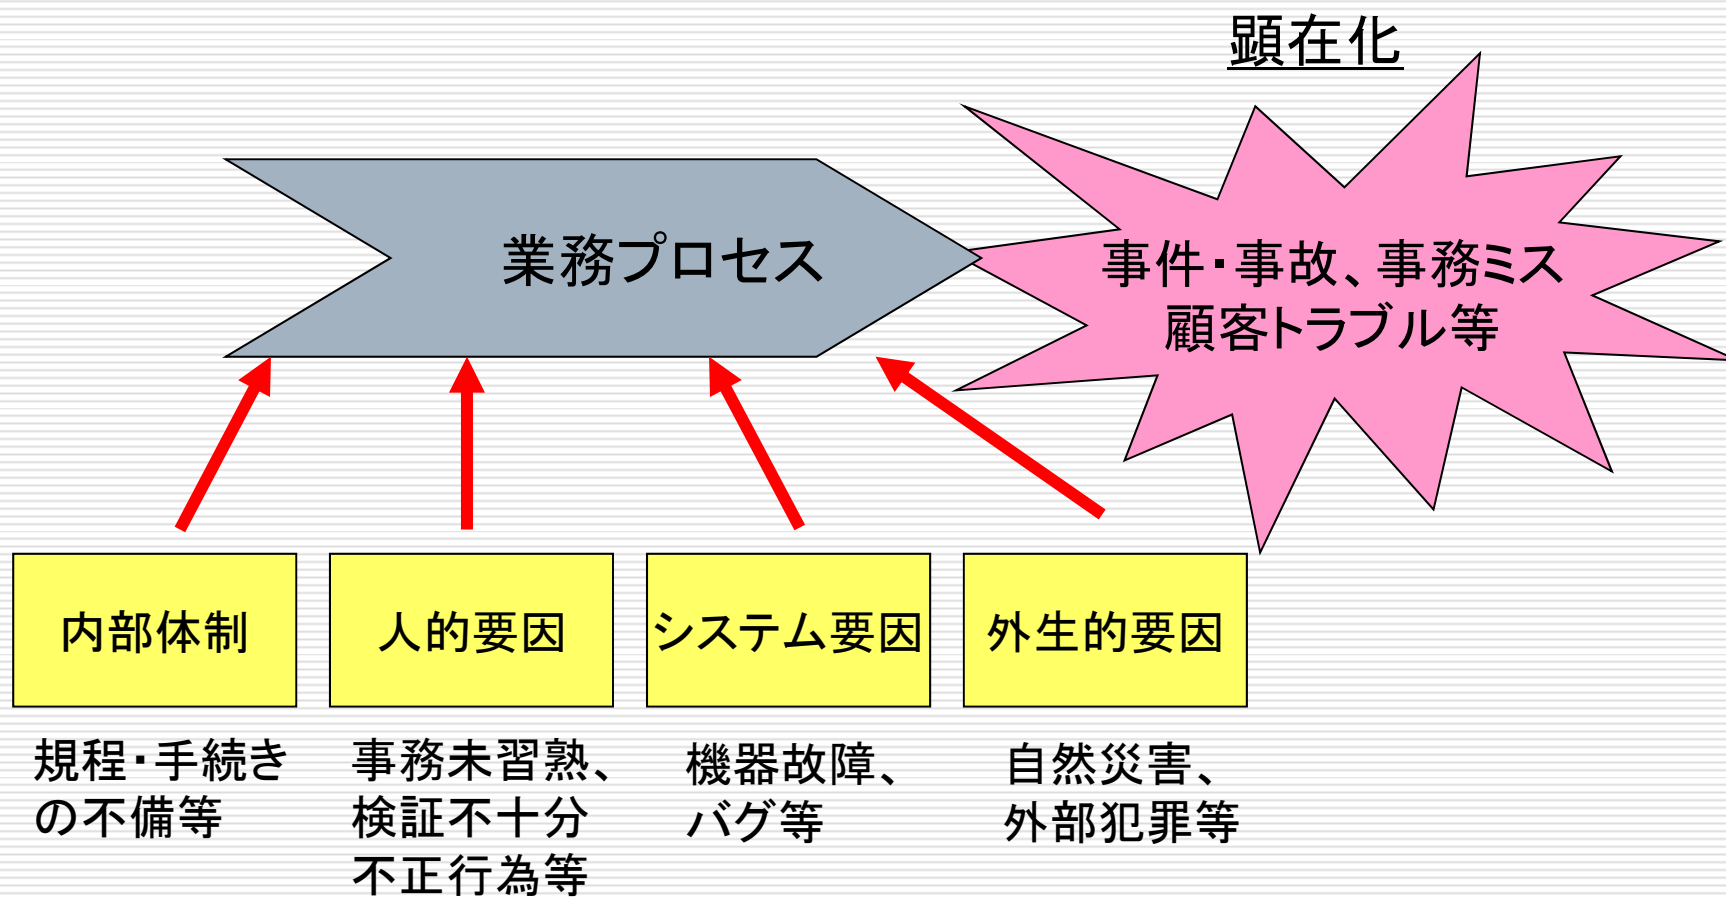 顕在化
業務プロセス
事件・事故、事務ミス
顧客トラブル等
内部体制
人的要因
システム要因
外生的要因
規程・手続き
の不備等
事務未習熟、
検証不十分
不正行為等
機器故障、
バグ等
自然災害、
外部犯罪等